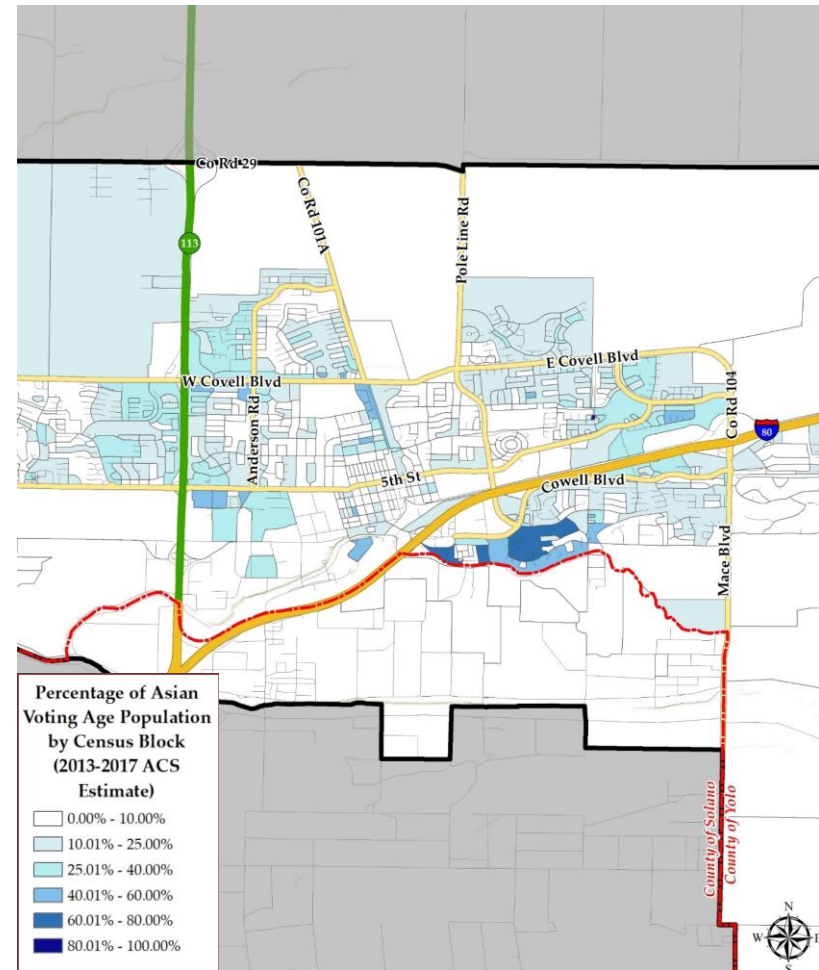 Co Rd 29
Co Rd 101A
Pole Line Rd
113
E Covell Blvd
W Covell Blvd
Co Rd 104
Anderson Rd
80
5th St
Cowell Blvd
Mace Blvd
Percentage of Asian
Voting Age Population
by Census Block
(2013-2017 ACS
Estimate)
0.00% - 10.00%
10.01% - 25.00%
25.01% - 40.00%
40.01% - 60.00%
60.01% - 80.00%
80.01% - 100.00%
County of Solano
County of Yolo
N
W E
S